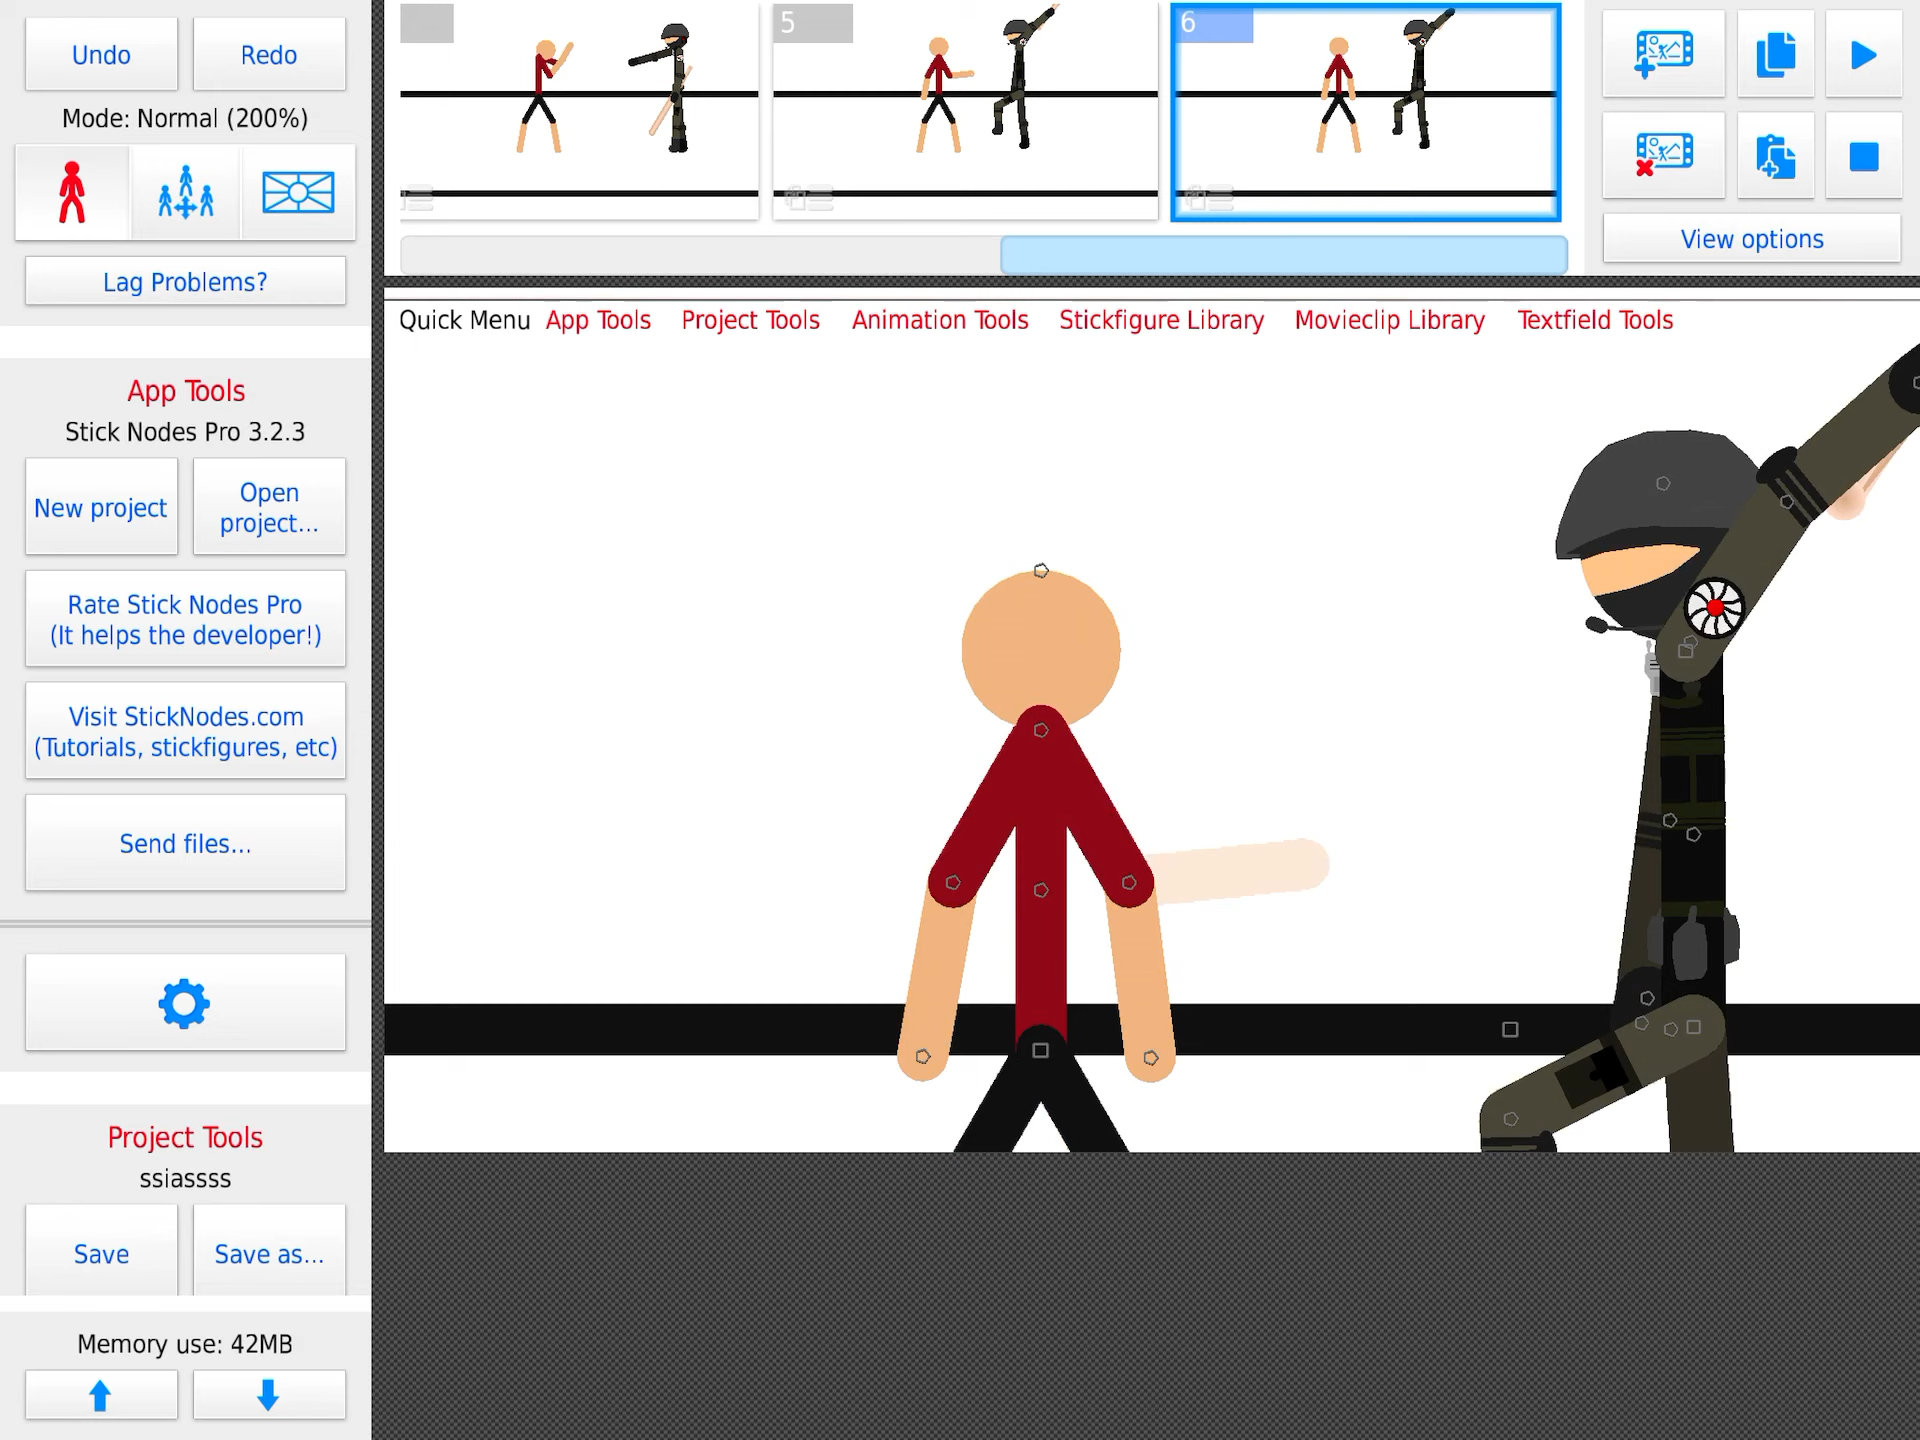 Undo
Redo
Mode: Normal (200%)
Lag Problems?
5
6
View options
Quick Menu App Tools Project Tools Animation Tools Stickfigure Library Movieclip Library Textfield Tools
App Tools
Stick Nodes Pro 3.2.3
New project
Open
project...
Rate Stick Nodes Pro
(It helps the developer!)
Visit StickNodes.com
(Tutorials, stickfigures, etc)
Send files...
Project Tools
ssiassss
Save
Save as...
Memory use: 42MB